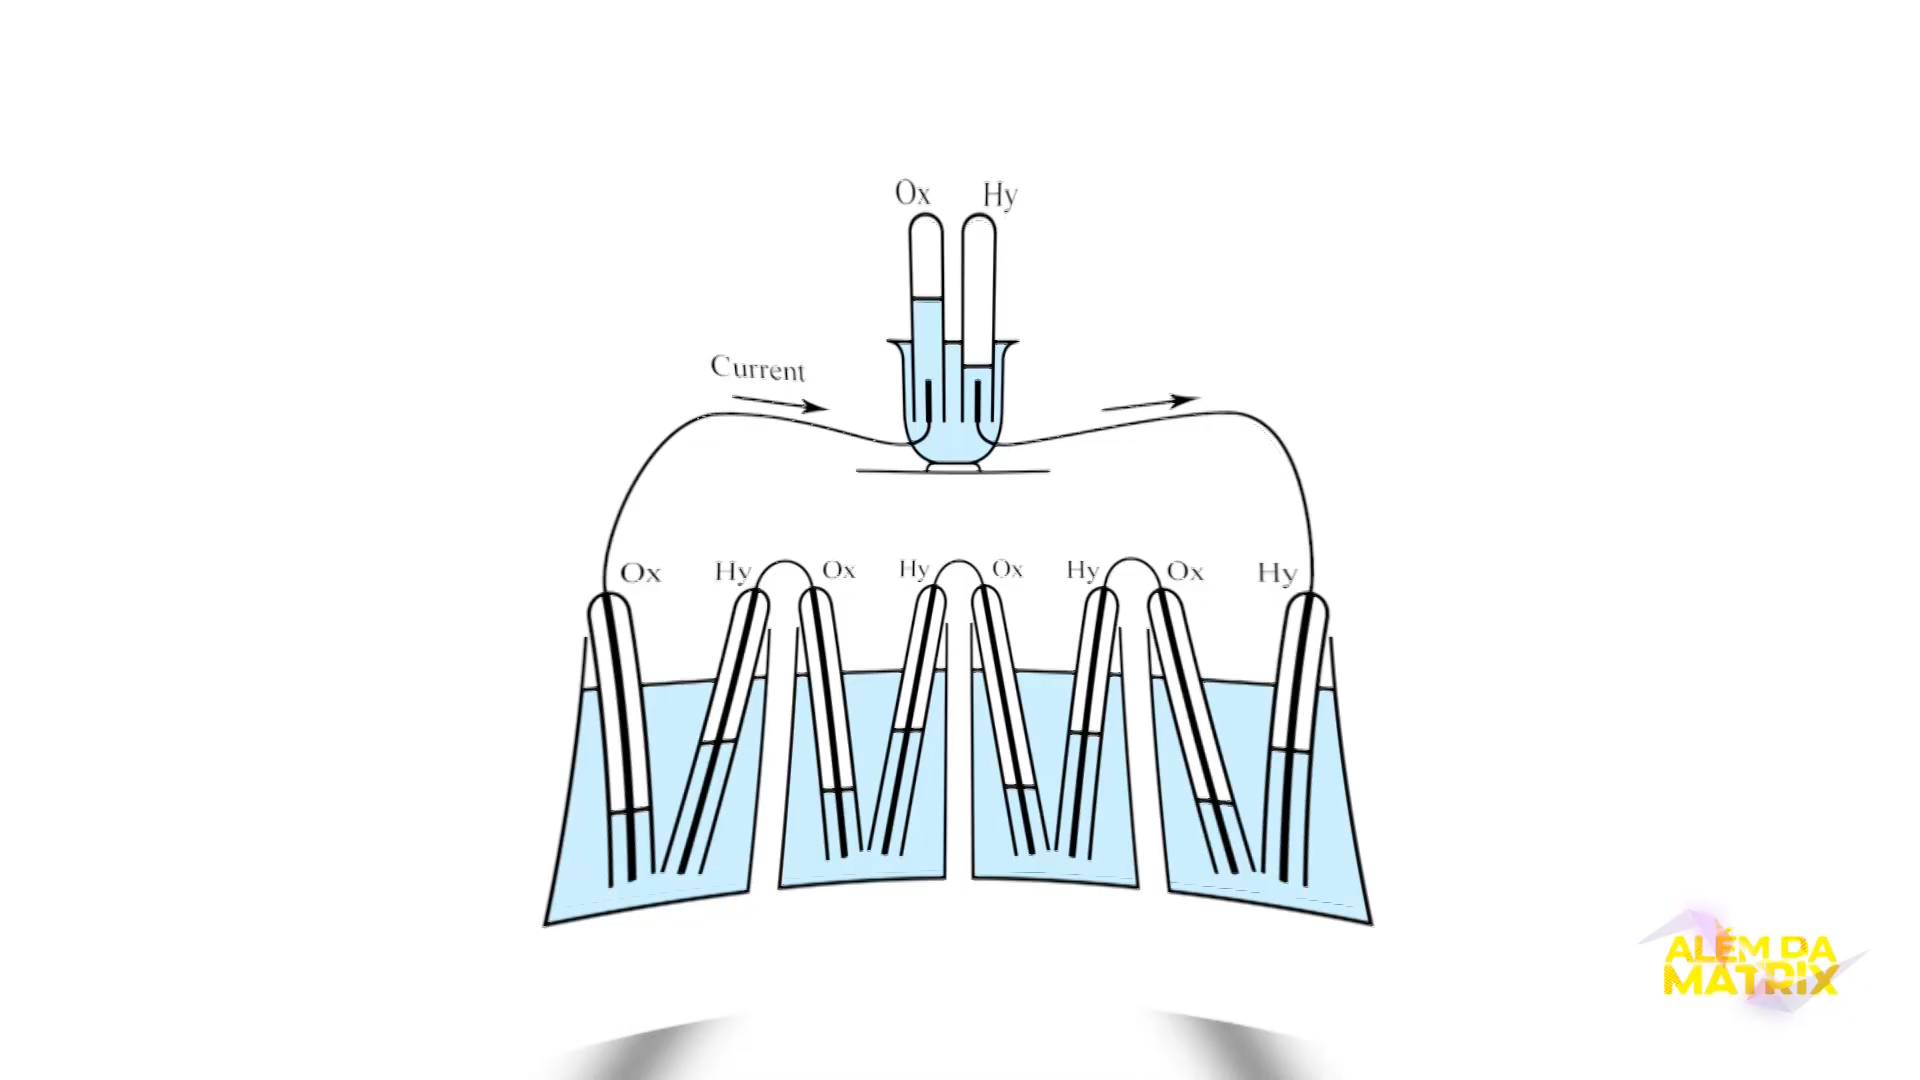 Ox Hy
Current
Ox Hy Ox Hy Ox Hy Ox Hy
ALÉM DA
MATRIX